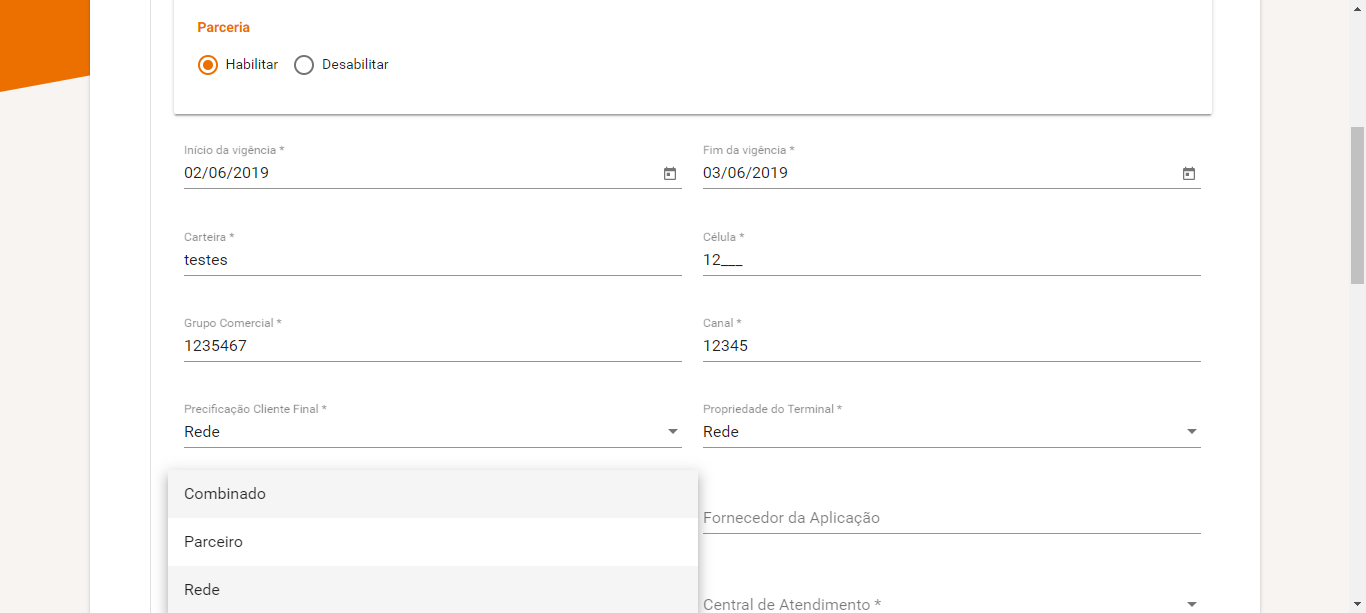 Parceria
Habilitar Desabilitar
Início da vigência * Fim da vigência *
02/06/2019 03/06/2019
Carteira * Célula *
testes 12___
Grupo Comercial * Canal *
1235467 12345
Precificação Cliente Final * Propriedade do Terminal *
Rede Rede
Combinado
Fornecedor da Aplicação
Parceiro
Rede
Central de Atendimento *